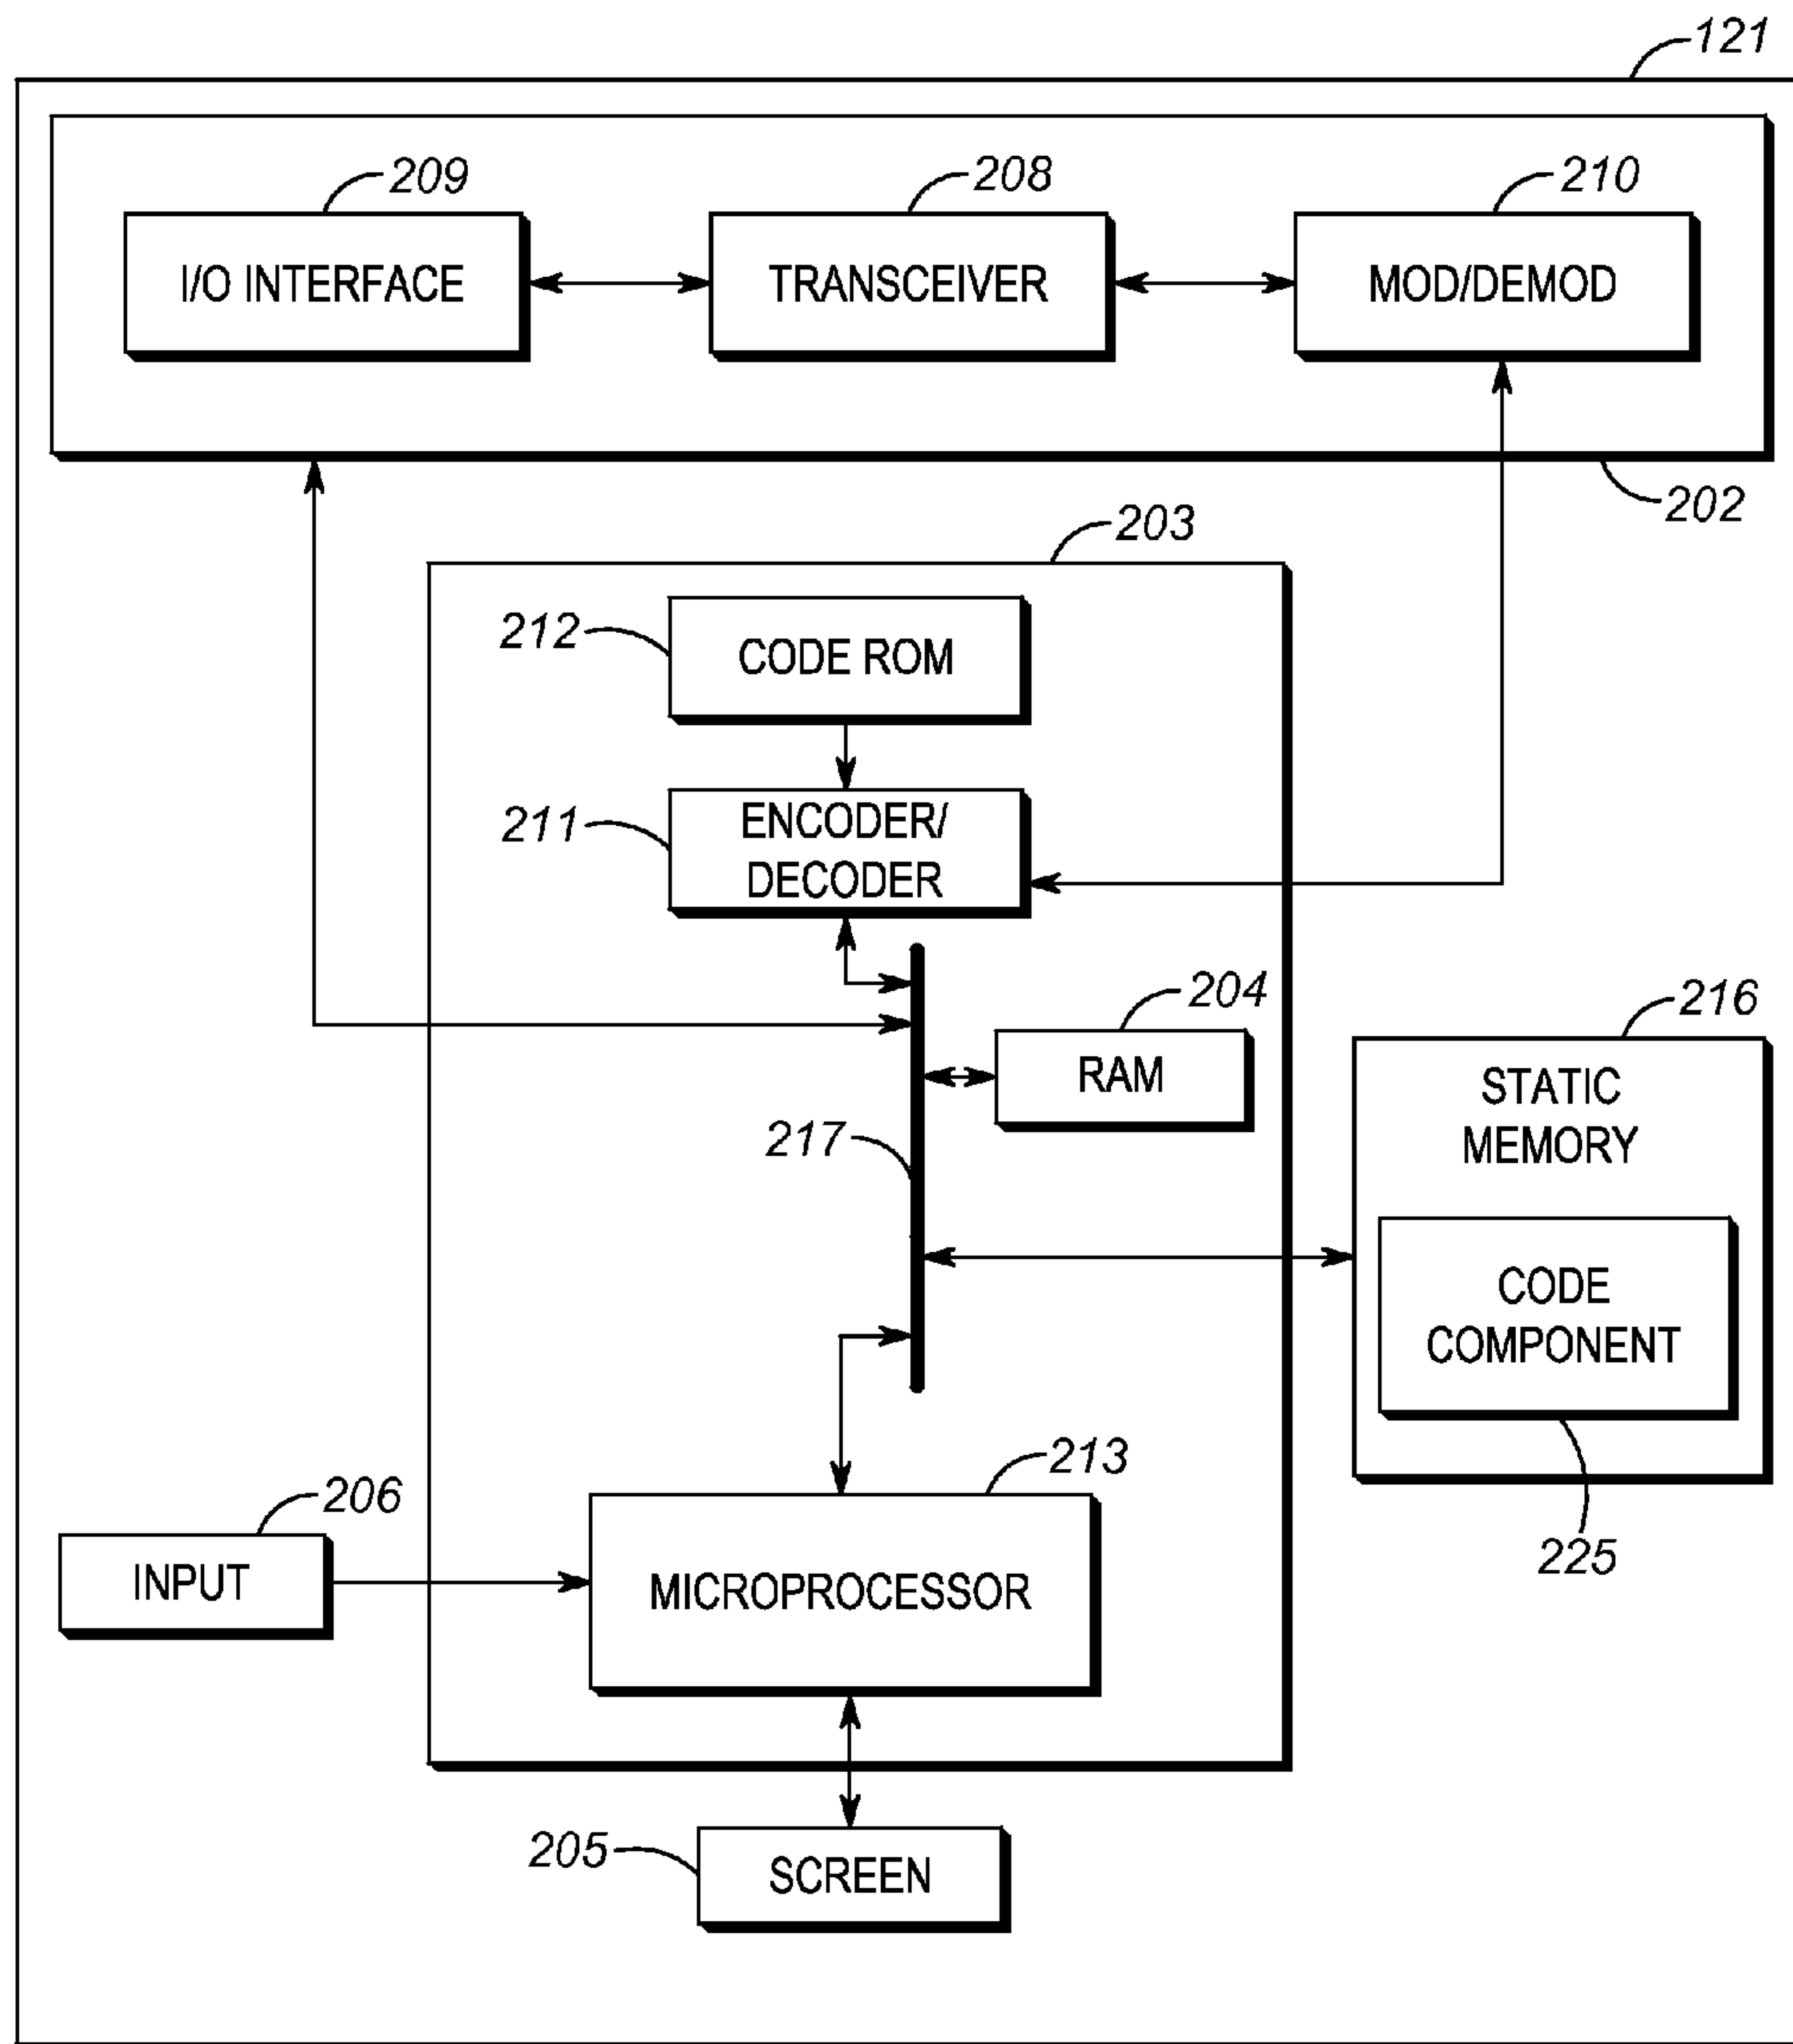 121
209
208
210
I/O INTERFACE
TRANSCEIVER
MOD/DEMOD
202
203
212
CODE ROM
211
ENCODER/
DECODER
204
RAM
216
STATIC
MEMORY
217
CODE
COMPONENT
225
213
206
INPUT
MICROPROCESSOR
205
SCREEN